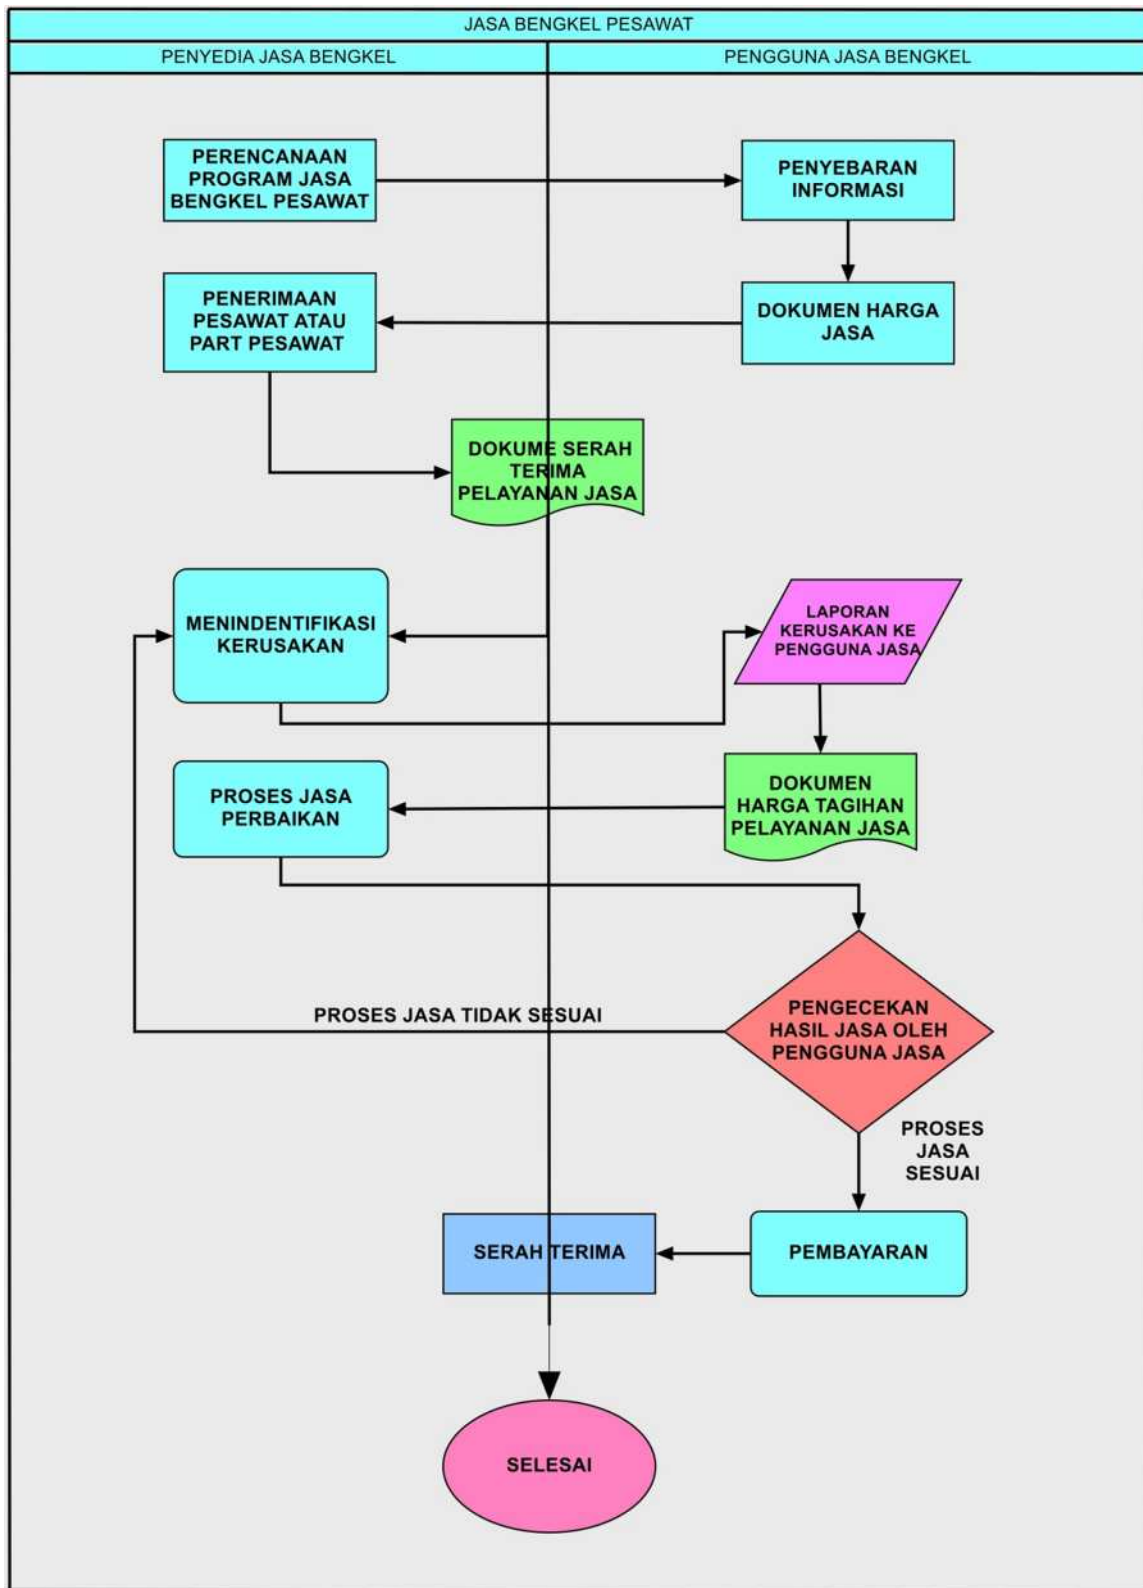 JASA BENGKEL PESAWAT
PENYEDIA JASA BENGKEL
PENGGUNA JASA BENGKEL
PERENCANAAN
PROGRAM JASA
BENGKEL PESAWAT
PENYEBARAN
INFORMASI
PENERIMAAN
PESAWAT ATAU
PART PESAWAT
DOKUMEN HARGA
JASA
DOKUME SERAH
TERIMA
PELAYANAN JASA
MENINDENTIFIKASI
KERUSAKAN
LAPORAN
KERUSAKAN KE
PENGGUNA JASA
PROSES JASA
PERBAIKAN
DOKUMEN
HARGA TAGIHAN
PELAYANAN JASA
PROSES JASA TIDAK SESUAI
PENGECEKAN
HASIL JASA OLEH
PENGGUNA JASA
PROSES
JASA
SESUAI
SERAH TERIMA
PEMBAYARAN
SELESAI